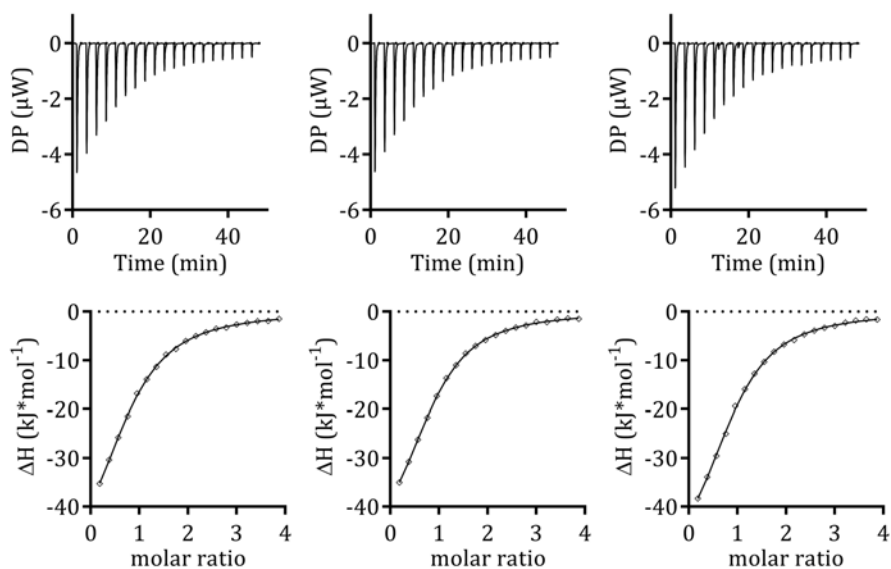 0
-2
-4
-6
DP (μW)
0 20 40
Time (min)
0
-2
-4
-6
DP (μW)
0 20 40
Time (min)
0
-2
-4
-6
DP (μW)
0 20 40
Time (min)
0
-10
-20
-30
-40
ΔH (kJ*mol⁻¹)
0 1 2 3 4
molar ratio
0
-10
-20
-30
-40
ΔH (kJ*mol⁻¹)
0 1 2 3 4
molar ratio
0
-10
-20
-30
-40
ΔH (kJ*mol⁻¹)
0 1 2 3 4
molar ratio